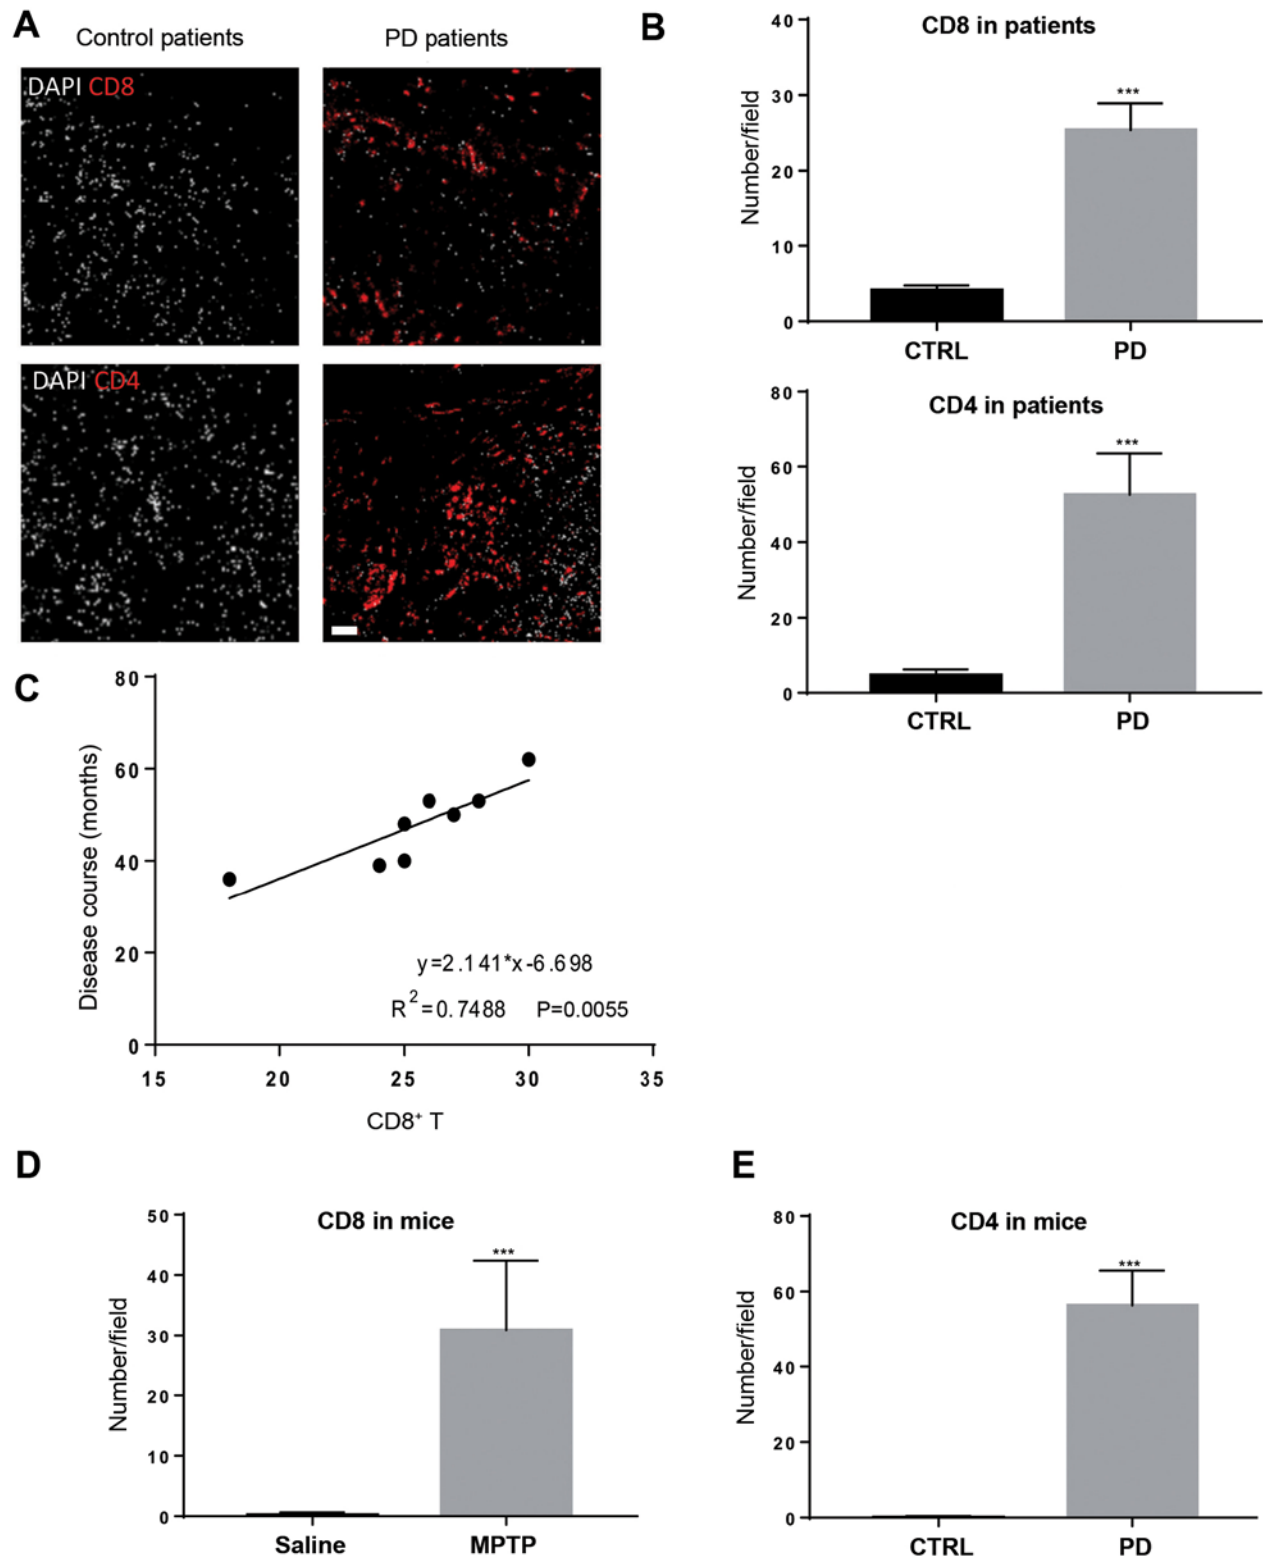 A
Control patients
PD patients
DAPI CD8
DAPI CD4
B
CD8 in patients
Number/field
40
30
20
10
0
***
CTRL
PD
CD4 in patients
Number/field
80
60
40
20
0
***
CTRL
PD
C
Disease course (months)
80
60
40
20
0
y=2.141*x-6.698
R²=0.7488 P=0.0055
15 20 25 30 35
CD8⁺ T
D
CD8 in mice
Number/field
50
40
30
20
10
0
***
Saline
MPTP
E
CD4 in mice
Number/field
80
60
40
20
0
***
CTRL
PD